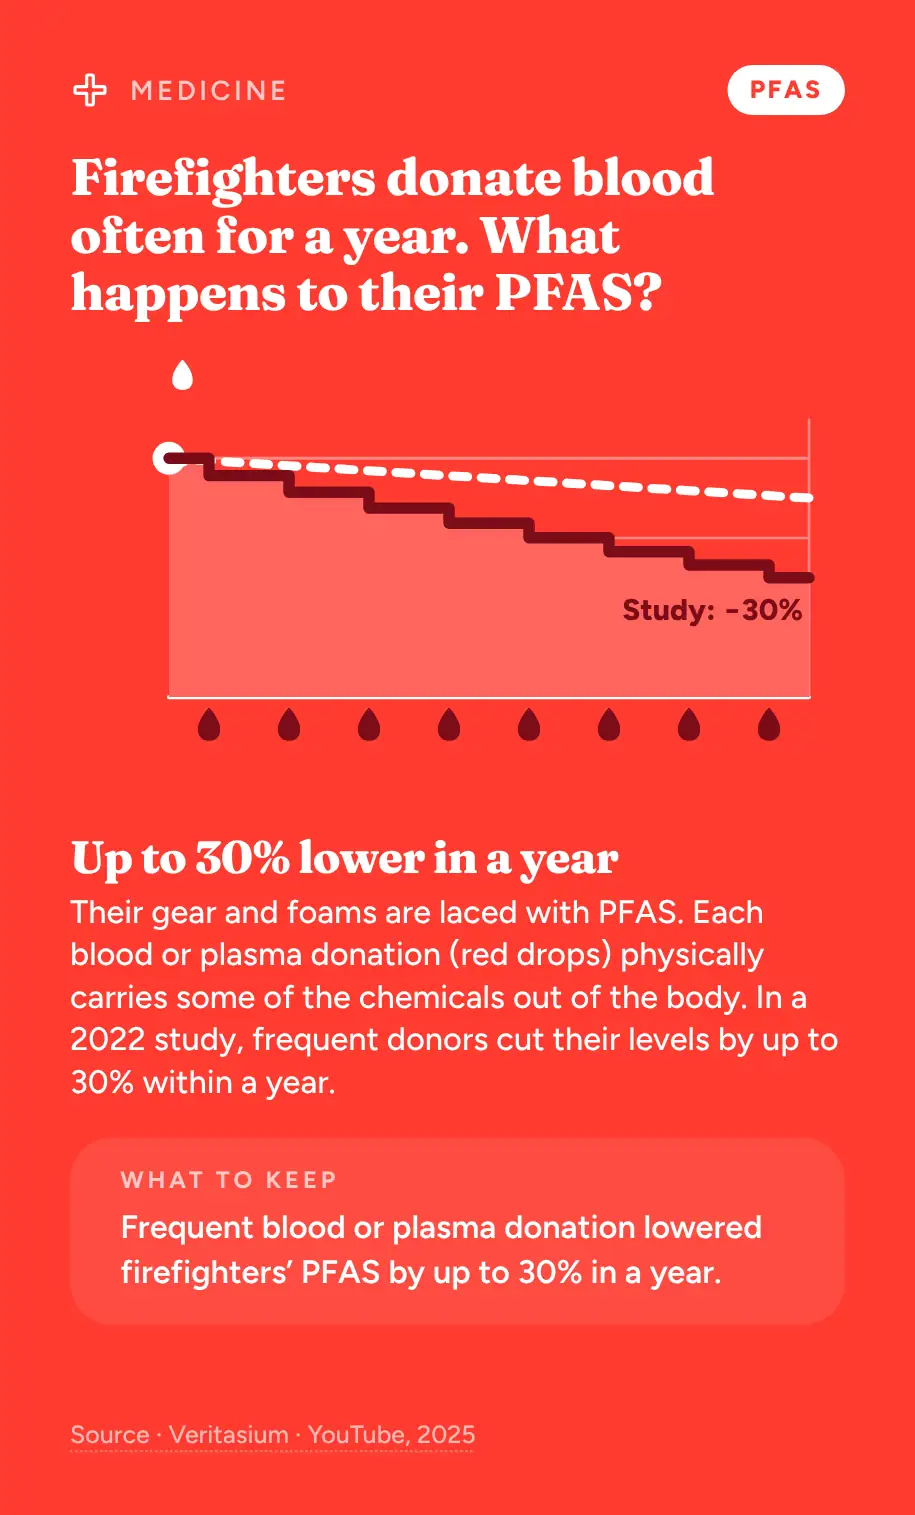 MEDICINE
PFAS
Firefighters donate blood
often for a year. What
happens to their PFAS?
Study: −30%
Up to 30% lower in a year
Their gear and foams are laced with PFAS. Each
blood or plasma donation (red drops) physically
carries some of the chemicals out of the body. In a
2022 study, frequent donors cut their levels by up to
30% within a year.
WHAT TO KEEP
Frequent blood or plasma donation lowered
firefighters’ PFAS by up to 30% in a year.
Source · Veritasium · YouTube, 2025